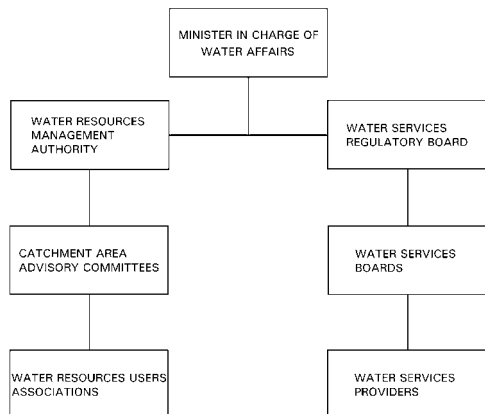 MINISTER IN CHARGE OF
WATER AFFAIRS
WATER RESOURCES
MANAGEMENT
AUTHORITY
WATER SERVICES
REGULATORY BOARD
CATCHMENT AREA
ADVISORY COMMITTEES
WATER SERVICES
BOARDS
WATER RESOURCES USERS
ASSOCIATIONS
WATER SERVICES
PROVIDERS